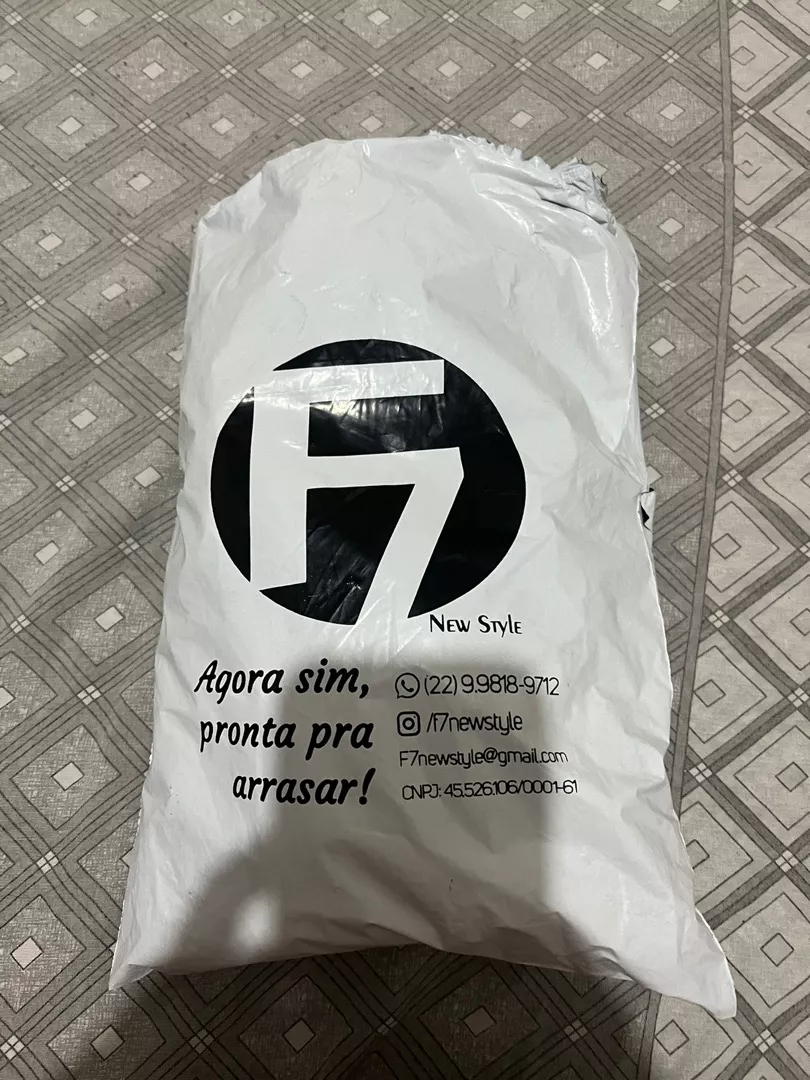 F7
New Style
Agora sim,
pronta pra
arrasar!
(22) 9.9818-9712
/f7newstyle
F7newstyle@gmail.com
CNPJ: 45.526.106/0001-61